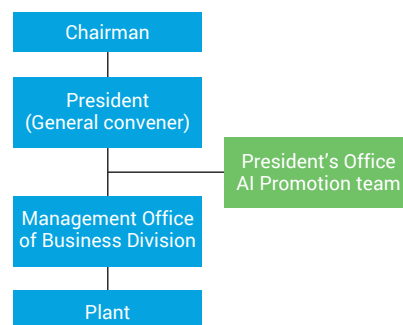 Chairman
President
(General convener)
President’s Office
AI Promotion team
Management Office
of Business Division
Plant